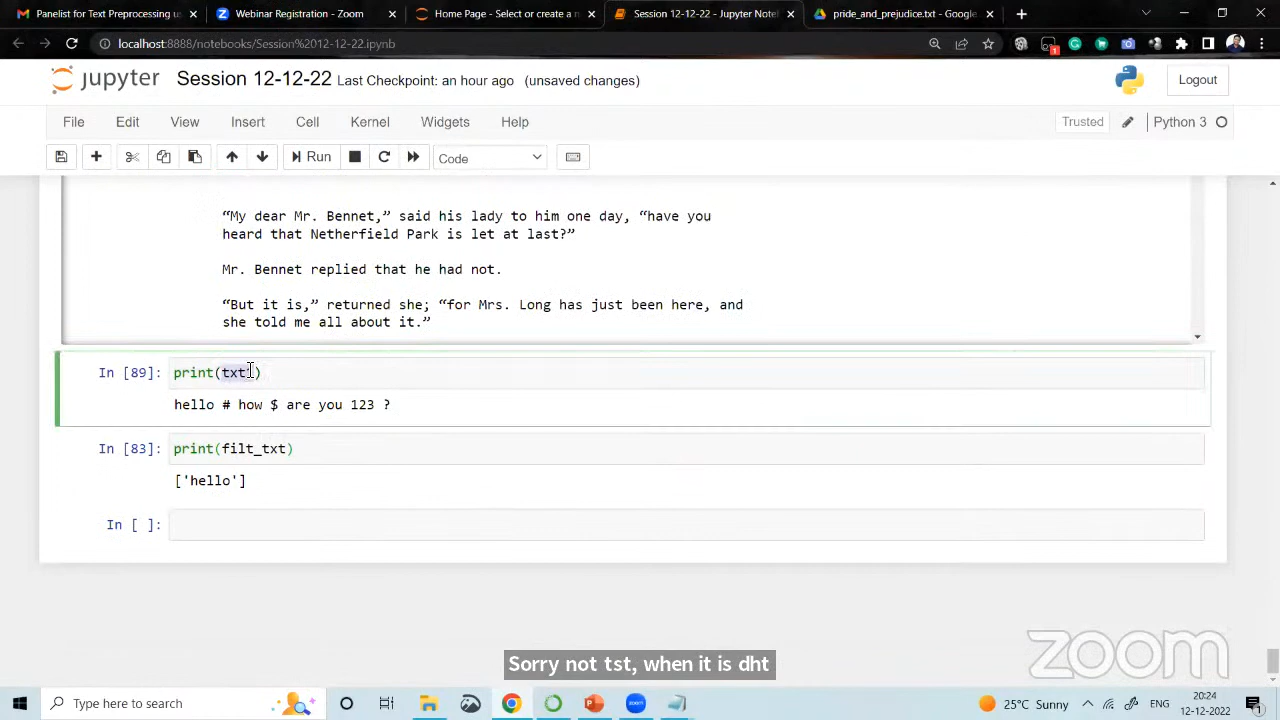 Panelist for Text Preprocessing u
Webinar Registration - Zoom
Home Page - Select or create a n
Session 12-12-22 - Jupyter Notel
pride_and_prejudice.txt - Google
localhost:8888/notebooks/Session%2012-12-22.ipynb
jupyter Session 12-12-22 Last Checkpoint: an hour ago (unsaved changes)
Logout
File Edit View Insert Cell Kernel Widgets Help
Trusted Python 3
Run Code
“My dear Mr. Bennet,” said his lady to him one day, “have you
heard that Netherfield Park is let at last?”
Mr. Bennet replied that he had not.
“But it is,” returned she; “for Mrs. Long has just been here, and
she told me all about it.”
In [89]: print(txt1)
hello # how $ are you 123 ?
In [83]: print(filt_txt)
['hello']
In [ ]:
zoom
Sorry not tst, when it is dht
Type here to search
25°C Sunny
ENG
20:24
12-12-2022
1